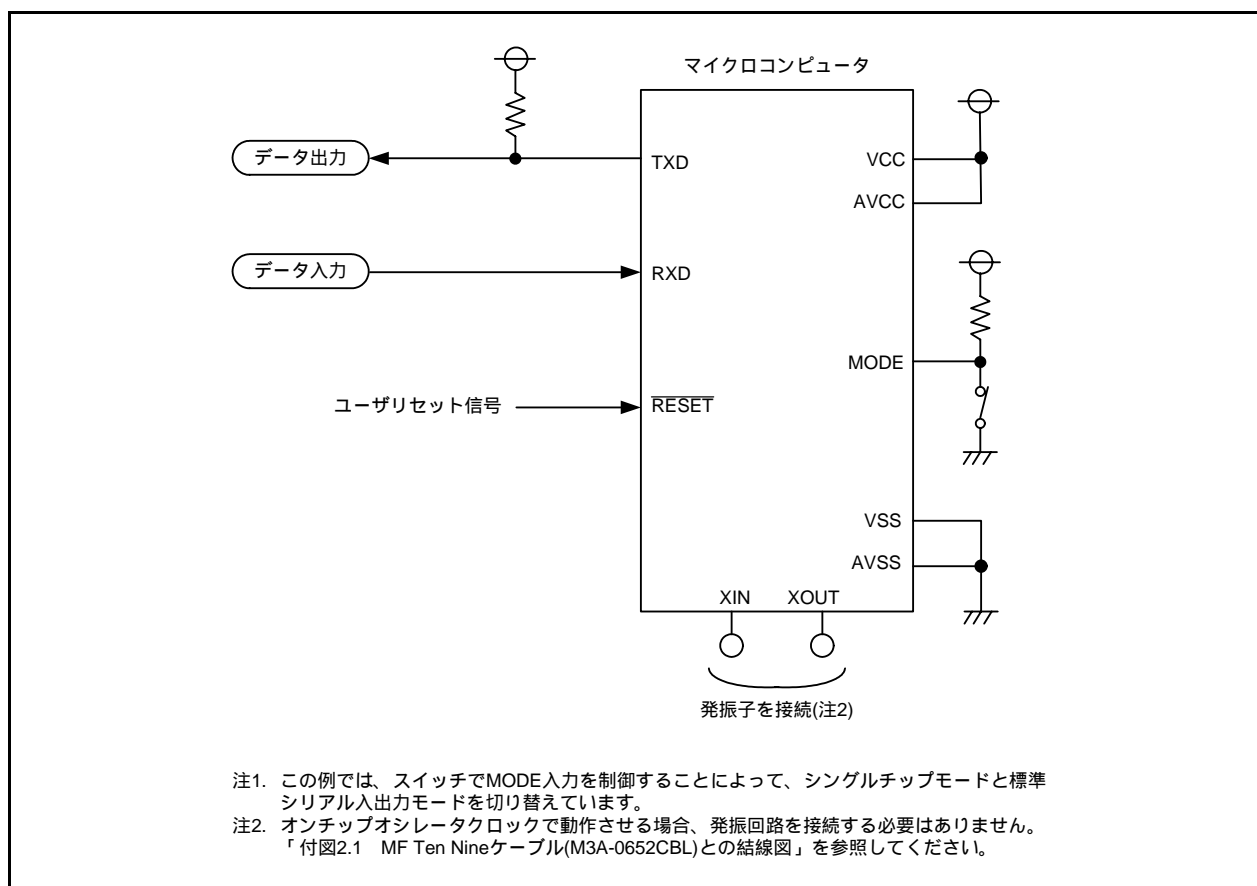 マイクロコンピュータ
データ出力
TXD
VCC
AVCC
データ入力
RXD
MODE
ユーザリセット信号
RESET
VSS
AVSS
XIN XOUT
発振子を接続(注2)
注1. この例では、スイッチでMODE入力を制御することによって、シングルチップモードと標準
シリアル入出力モードを切り替えています。
注2. オンチップオシレータクロックで動作させる場合、発振回路を接続する必要はありません。
「付図2.1 MF Ten Nineケーブル(M3A-0652CBL)との結線図」を参照してください。